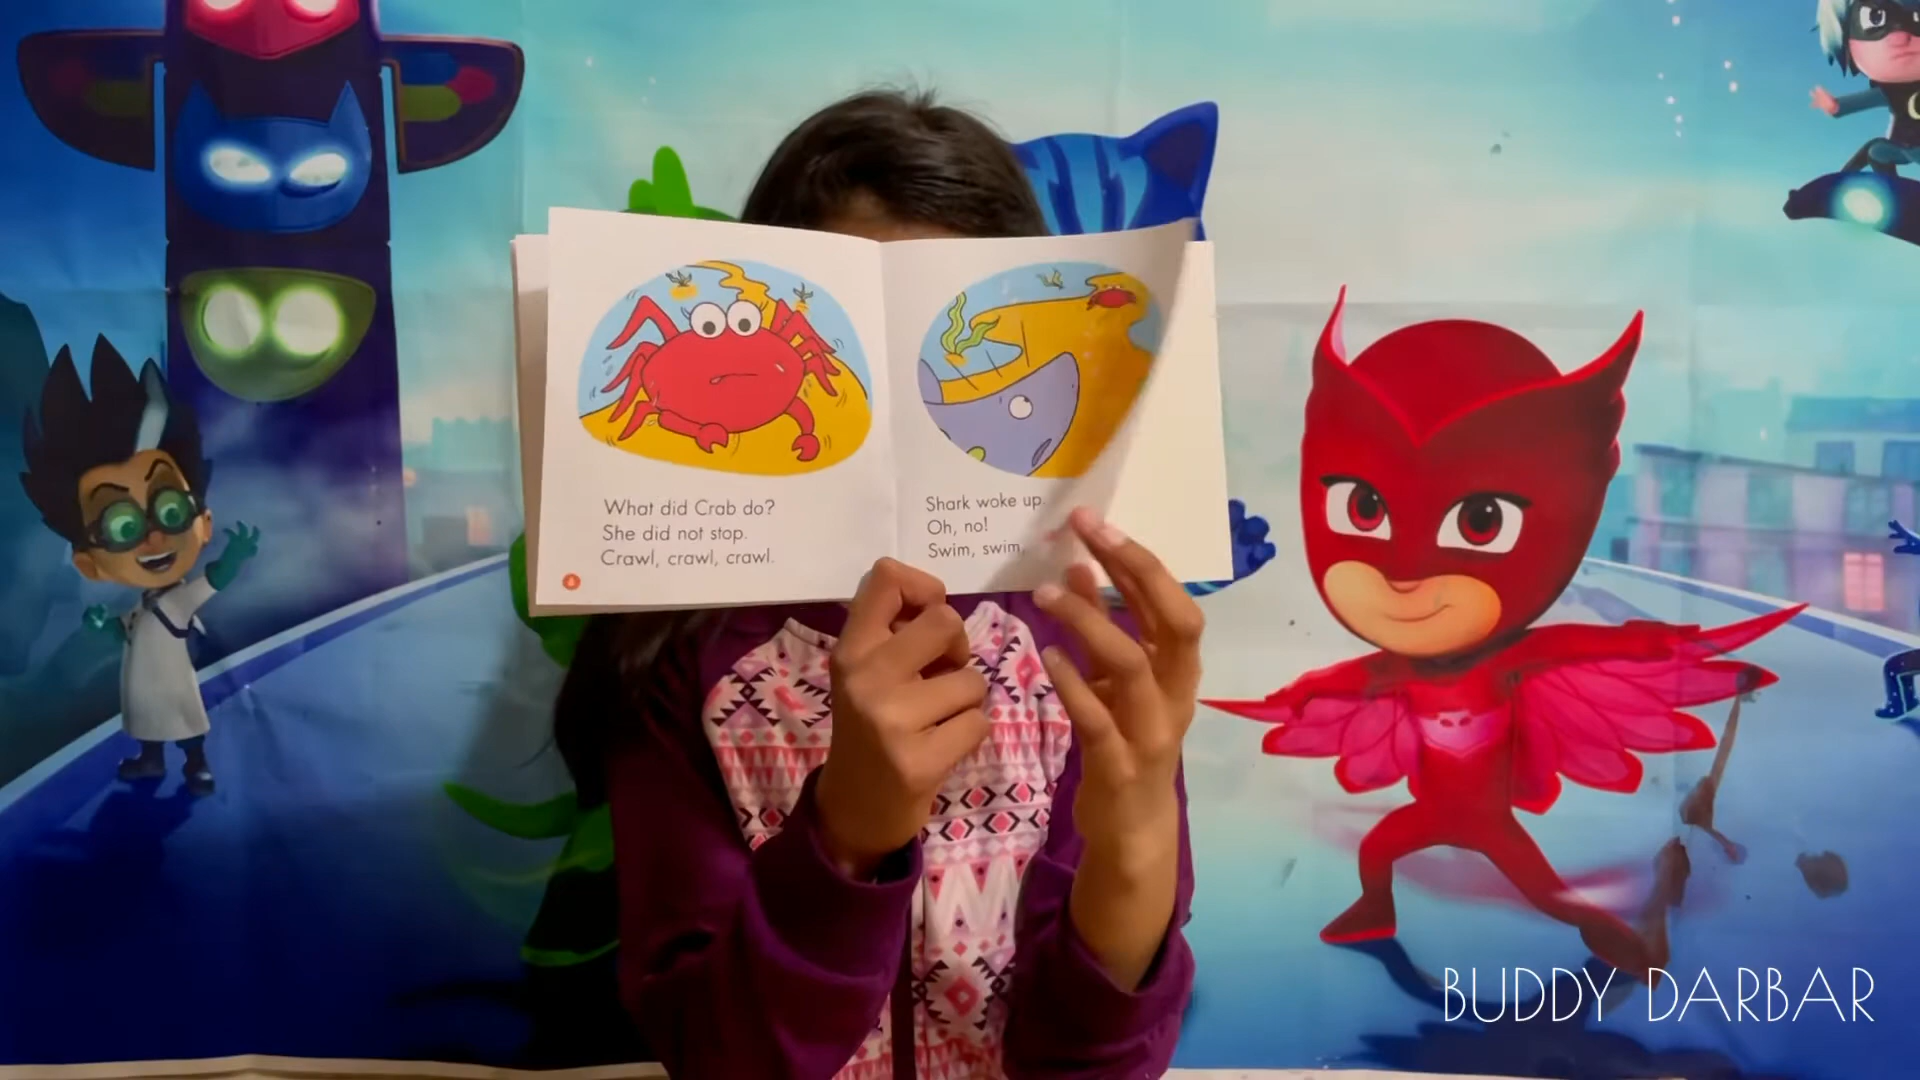 What did Crab do?
She did not stop.
Crawl, crawl, crawl.
Shark woke up.
Oh, no!
Swim, swim,
BUDDY DARBAR